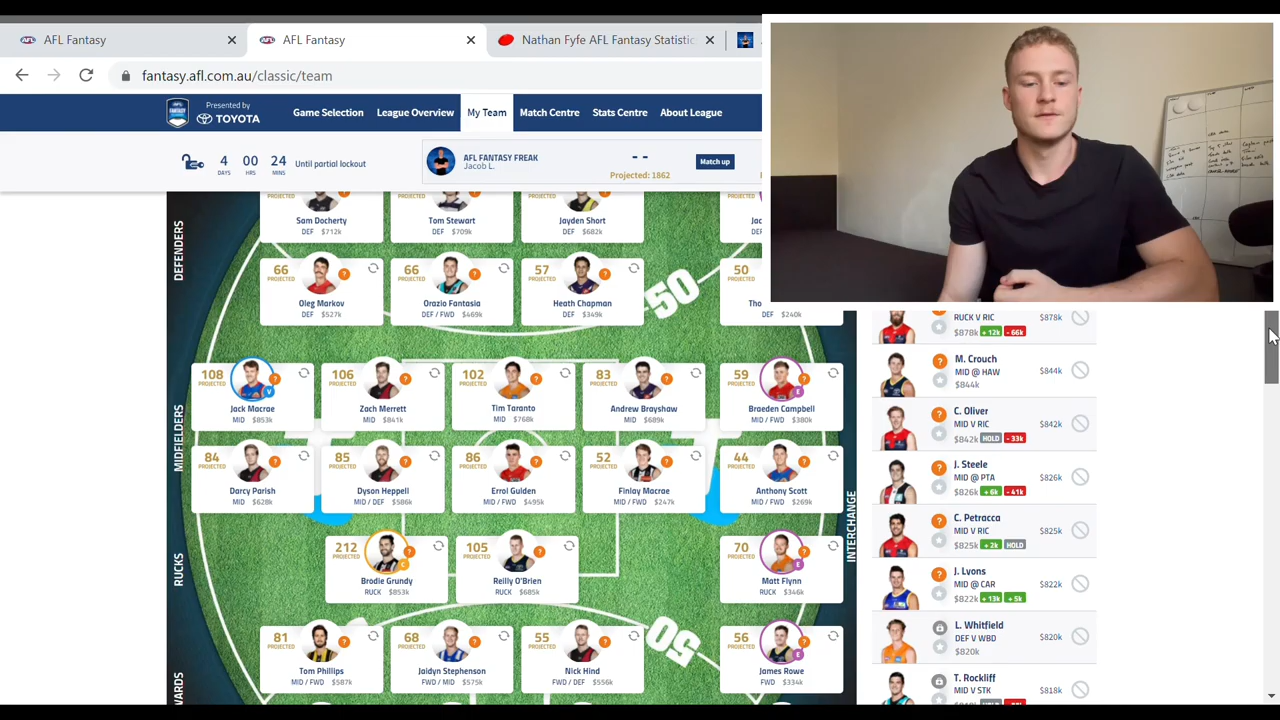 AFL Fantasy
AFL Fantasy
Nathan Fyfe AFL Fantasy Statistic
fantasy.afl.com.au/classic/team
Presented by
TOYOTA
Game Selection
League Overview
My Team
Match Centre
Stats Centre
About League
4 00 24
DAYS HRS MINS
Until partial lockout
AFL FANTASY FREAK
Jacob L.
- -
Projected: 1862
Match up
DEFENDERS
PROJECTED
Sam Docherty
DEF $712k
PROJECTED
Tom Stewart
DEF $709k
PROJECTED
Jayden Short
DEF $682k
PROJECTED
Jac
DEF
66
PROJECTED
Oleg Markov
DEF $527k
66
PROJECTED
Orazio Fantasia
DEF / FWD $469k
57
PROJECTED
Heath Chapman
DEF $349k
50
PROJECTED
Tho
DEF $240k
50
MIDFIELDERS
108
PROJECTED
V
Jack Macrae
MID $853k
106
PROJECTED
Zach Merrett
MID $841k
102
PROJECTED
Tim Taranto
MID $768k
83
PROJECTED
Andrew Brayshaw
MID $689k
59
PROJECTED
E
Braeden Campbell
MID / FWD $380k
84
PROJECTED
Darcy Parish
MID $628k
85
PROJECTED
Dyson Heppell
MID / DEF $586k
86
PROJECTED
Errol Gulden
MID / FWD $495k
52
PROJECTED
Finlay Macrae
MID / FWD $247k
44
PROJECTED
Anthony Scott
MID / FWD $269k
INTERCHANGE
RUCKS
212
PROJECTED
C
Brodie Grundy
RUCK $853k
105
PROJECTED
Reilly O'Brien
RUCK $685k
70
PROJECTED
E
Matt Flynn
RUCK $346k
50
WARDS
81
PROJECTED
Tom Phillips
MID / FWD $587k
68
PROJECTED
Jaidyn Stephenson
FWD / MID $575k
55
PROJECTED
Nick Hind
FWD / DEF $556k
56
PROJECTED
E
James Rowe
FWD $334k
RUCK V RIC
$878k + 12k - 66k
$878k
M. Crouch
MID @ HAW
$844k
$844k
C. Oliver
MID V RIC
$842k HOLD - 33k
$842k
J. Steele
MID @ PTA
$826k + 6k - 41k
$826k
C. Petracca
MID V RIC
$825k + 2k HOLD
$825k
J. Lyons
MID @ CAR
$822k + 13k + 5k
$822k
L. Whitfield
DEF V WBD
$820k
$820k
T. Rockliff
MID V STK
$818k